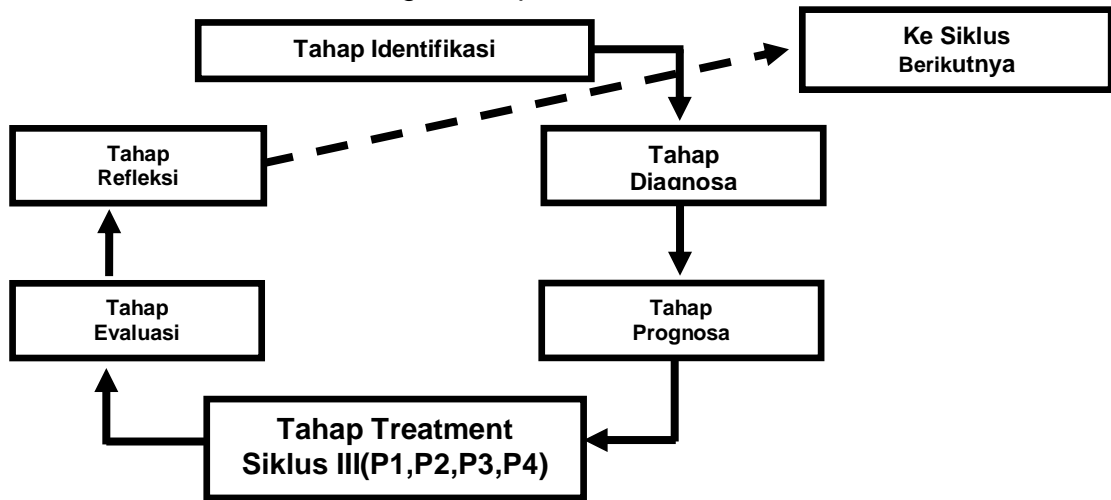 Tahap Identifikasi
Ke Siklus
Berikutnya
Tahap
Refleksi
Tahap
Diagnosa
Tahap
Evaluasi
Tahap
Prognosa
Tahap Treatment
Siklus III(P1,P2,P3,P4)